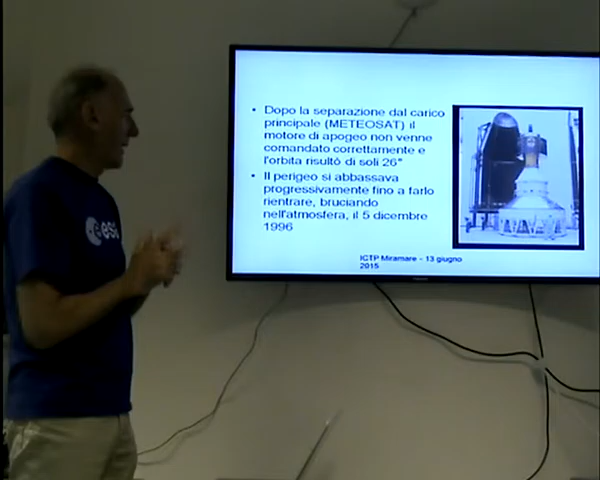 • Dopo la separazione dal carico
principale (METEOSAT) il
motore di apogeo non venne
comandato correttamente e
l'orbita risultò di soli 26°
• Il perigeo si abbassava
progressivamente fino a farlo
rientrare, bruciando
nell'atmosfera, il 5 dicembre
1996
ICTP Miramare - 13 giugno
2015
esa